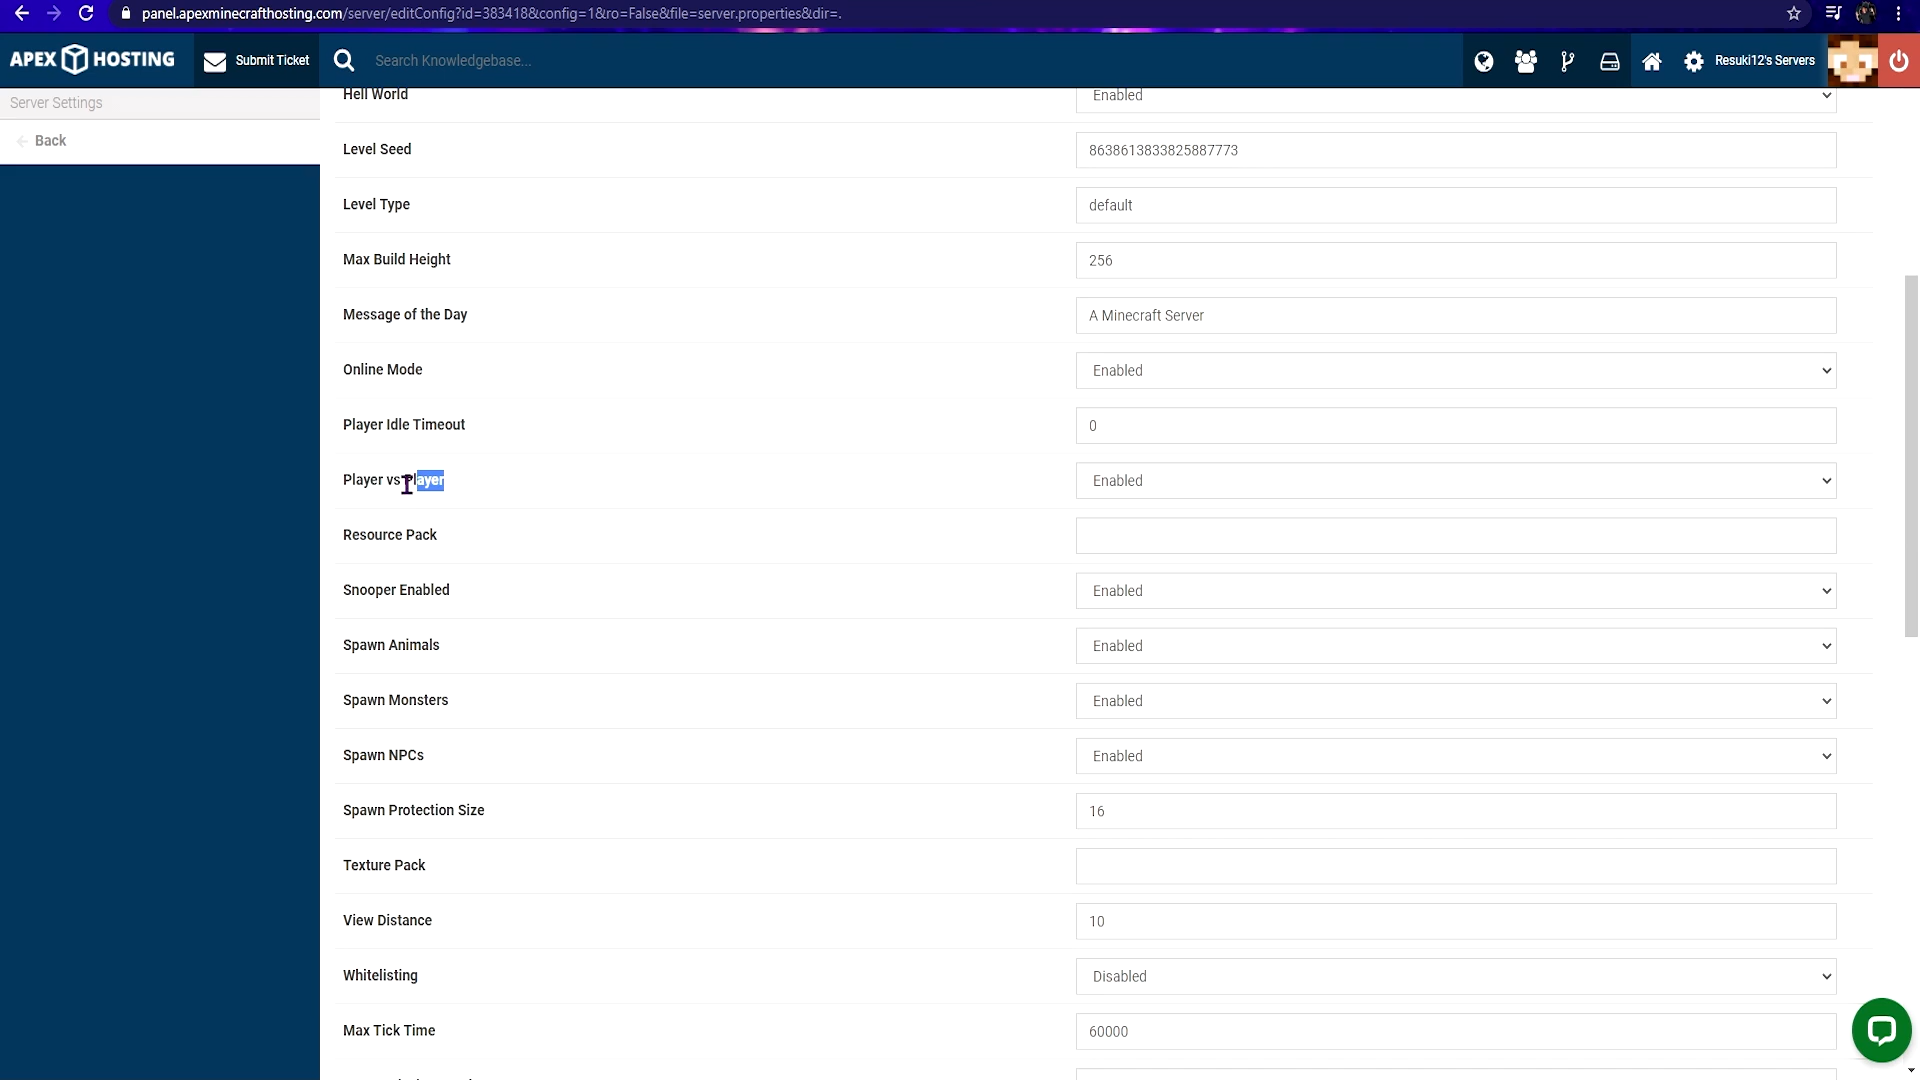 panel.apexminecrafthosting.com/server/editConfig?id=383418&config=1&ro=False&file=server.properties&dir=.
APEX HOSTING Submit Ticket Search Knowledgebase... Resuki12's Servers
Server Settings
Back
Hell World Enabled
Level Seed 8638613833825887773
Level Type default
Max Build Height 256
Message of the Day A Minecraft Server
Online Mode Enabled
Player Idle Timeout 0
Player vs Player Enabled
Resource Pack
Snooper Enabled Enabled
Spawn Animals Enabled
Spawn Monsters Enabled
Spawn NPCs Enabled
Spawn Protection Size 16
Texture Pack
View Distance 10
Whitelisting Disabled
Max Tick Time 60000